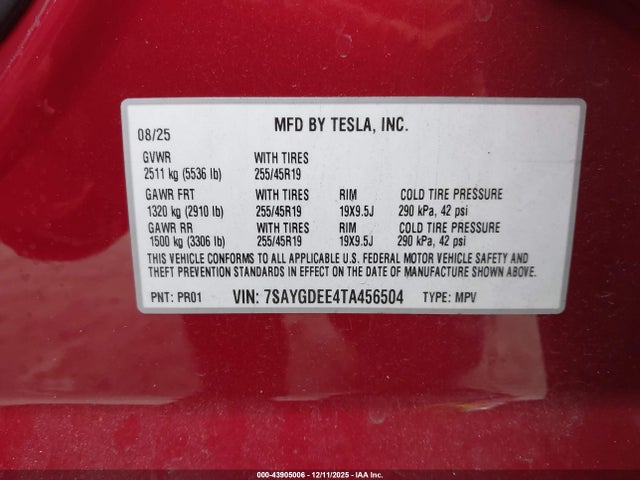 08/25 MFD BY TESLA, INC.
GVWR WITH TIRES
2511 kg (5536 lb) 255/45R19
GAWR FRT WITH TIRES RIM COLD TIRE PRESSURE
1320 kg (2910 lb) 255/45R19 19X9.5J 290 kPa, 42 psi
GAWR RR WITH TIRES RIM COLD TIRE PRESSURE
1500 kg (3306 lb) 255/45R19 19X9.5J 290 kPa, 42 psi
THIS VEHICLE CONFORMS TO ALL APPLICABLE U.S. FEDERAL MOTOR VEHICLE SAFETY AND
THEFT PREVENTION STANDARDS IN EFFECT ON THE DATE OF MANUFACTURE SHOWN ABOVE.
PNT: PR01 VIN: 7SAYGDEE4TA456504 TYPE: MPV
000-43905006 - 12/11/2025 - IAA Inc.